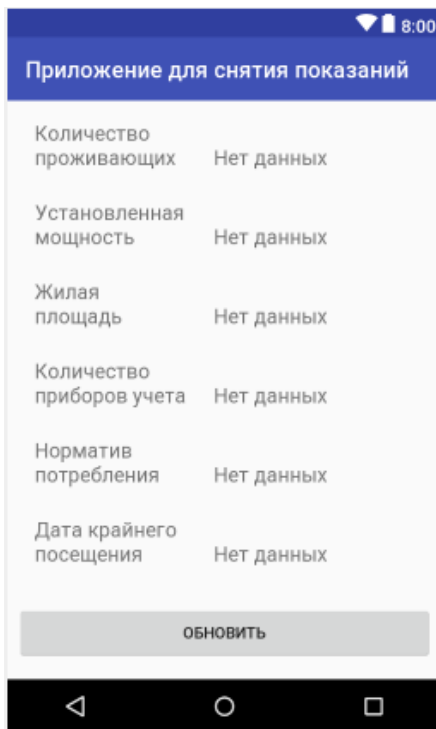 8:00
Приложение для снятия показаний
Количество
проживающих Нет данных
Установленная
мощность Нет данных
Жилая
площадь Нет данных
Количество
приборов учета Нет данных
Норматив
потребления Нет данных
Дата крайнего
посещения Нет данных
ОБНОВИТЬ